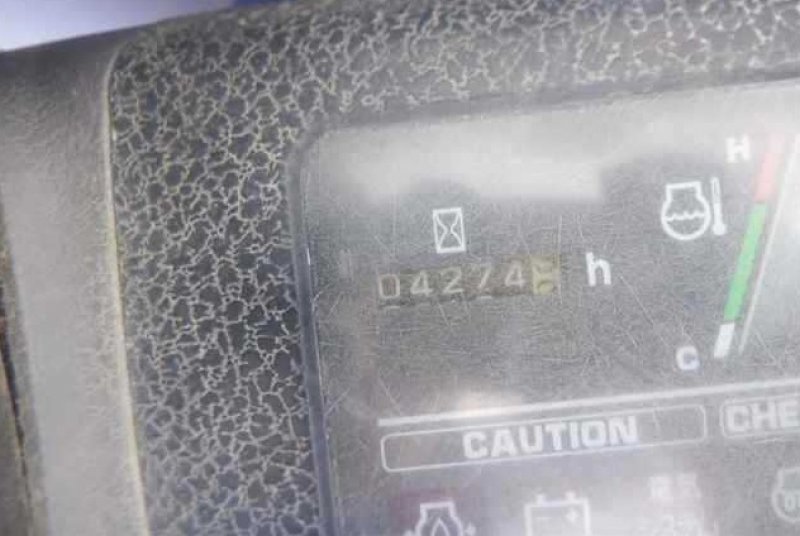 H
04274 h
C
CAUTION
CHE